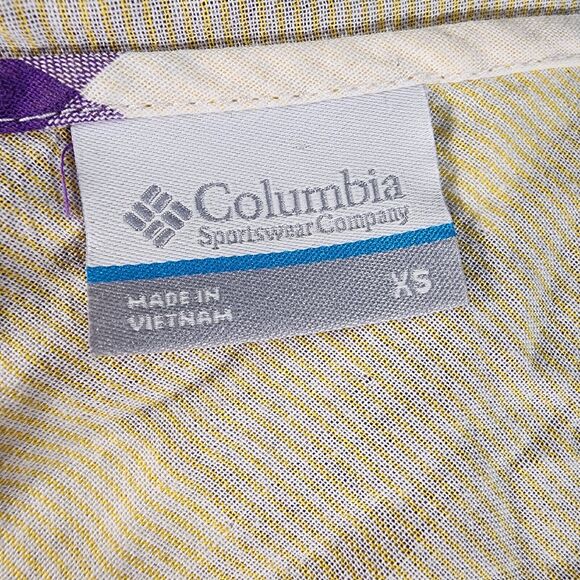 Columbia
Sportswear Company
MADE IN
VIETNAM
XS